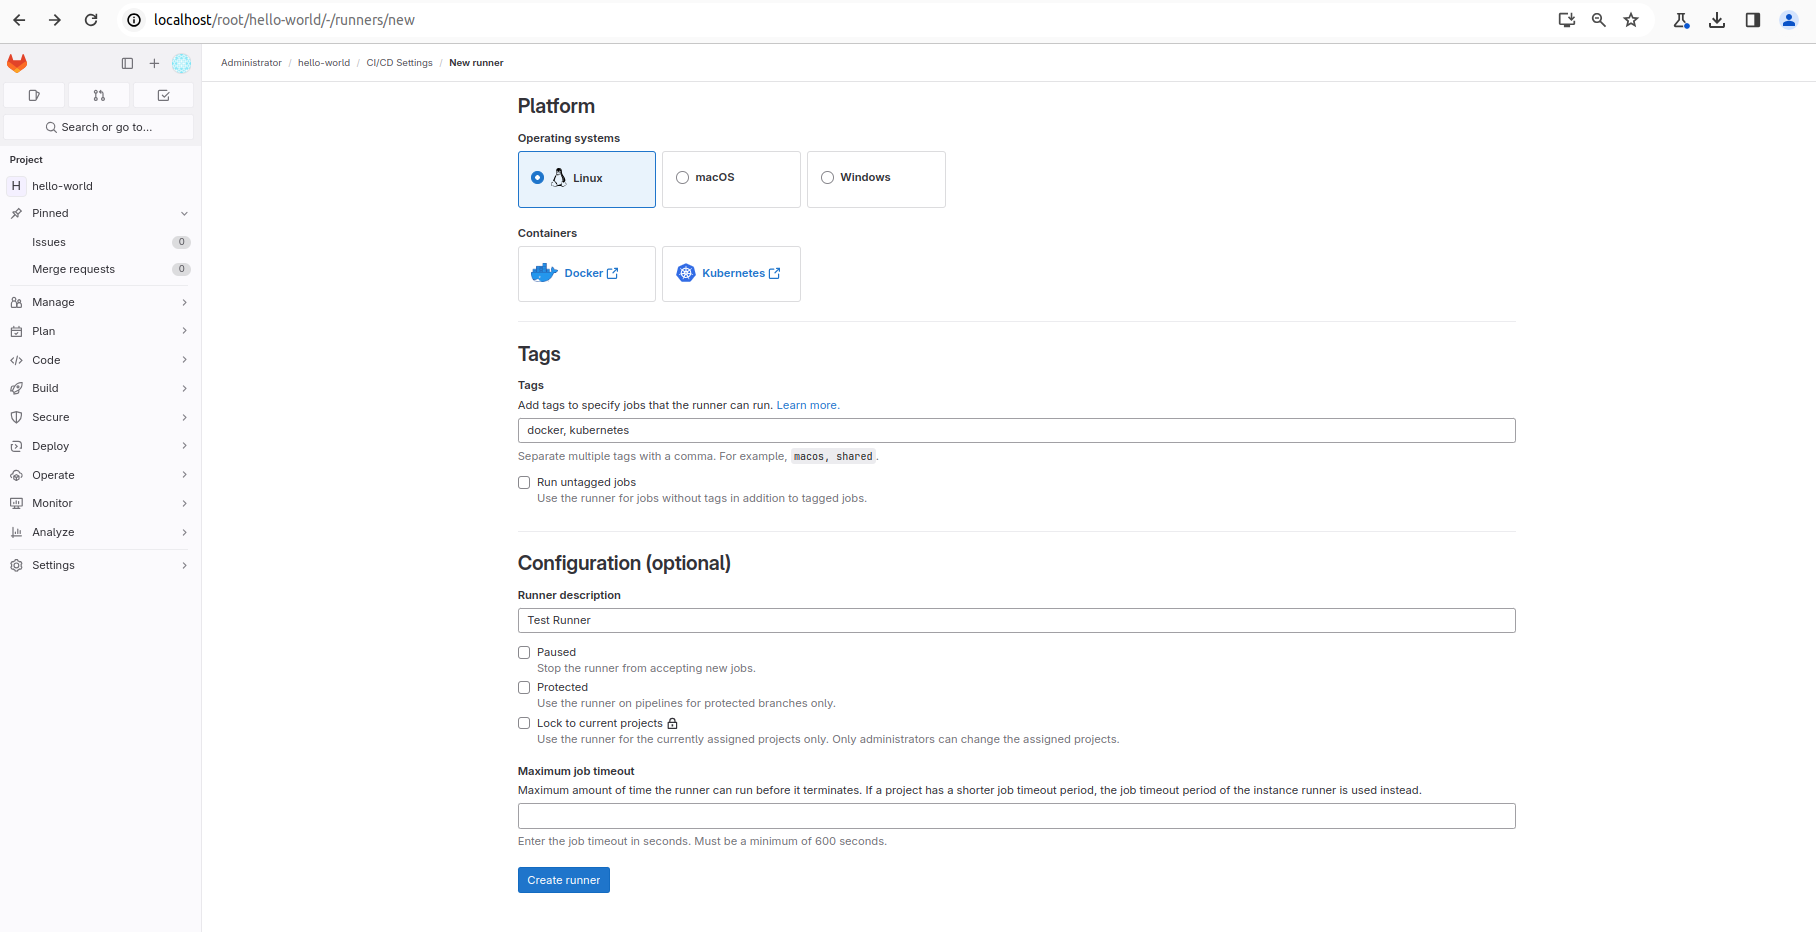 localhost/root/hello-world/-/runners/new
Administrator / hello-world / CI/CD Settings / New runner
Search or go to...
Project
H hello-world
Pinned
Issues 0
Merge requests 0
Manage
Plan
Code
Build
Secure
Deploy
Operate
Monitor
Analyze
Settings
Platform
Operating systems
Linux macOS Windows
Containers
Docker Kubernetes
Tags
Tags
Add tags to specify jobs that the runner can run. Learn more.
docker, kubernetes
Separate multiple tags with a comma. For example, macos, shared.
Run untagged jobs
Use the runner for jobs without tags in addition to tagged jobs.
Configuration (optional)
Runner description
Test Runner
Paused
Stop the runner from accepting new jobs.
Protected
Use the runner on pipelines for protected branches only.
Lock to current projects
Use the runner for the currently assigned projects only. Only administrators can change the assigned projects.
Maximum job timeout
Maximum amount of time the runner can run before it terminates. If a project has a shorter job timeout period, the job timeout period of the instance runner is used instead.
Enter the job timeout in seconds. Must be a minimum of 600 seconds.
Create runner